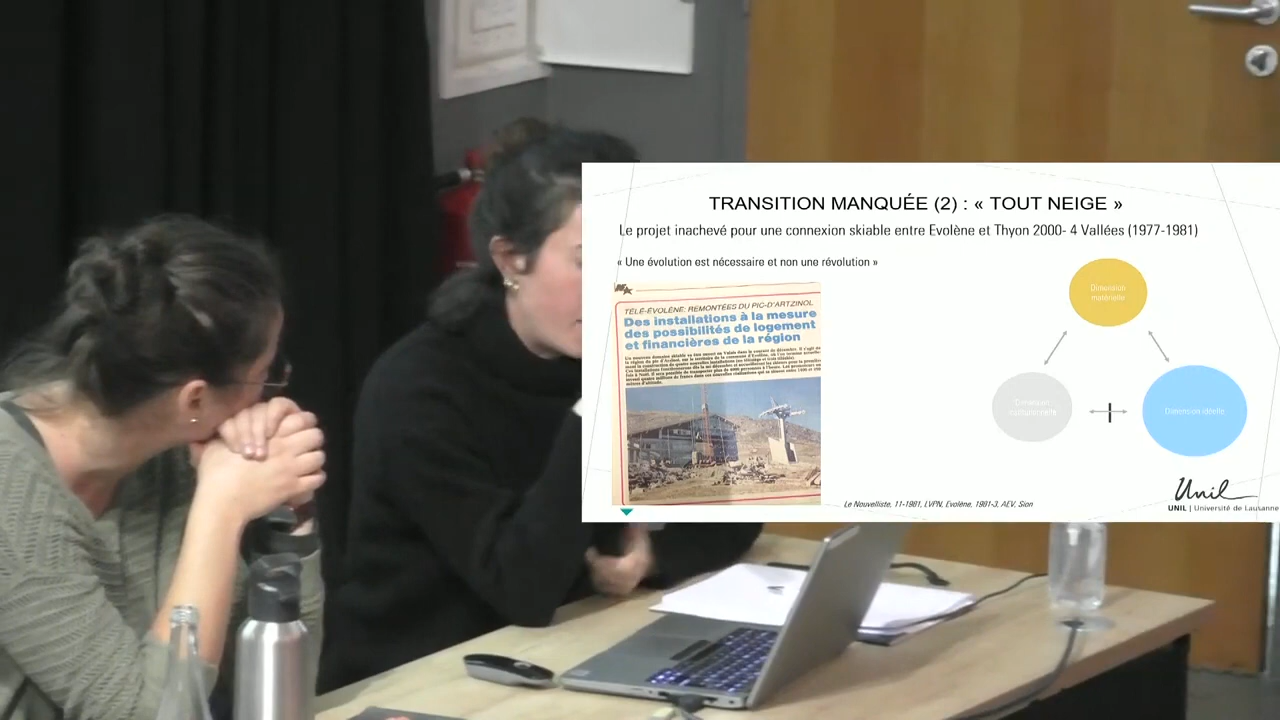 TRANSITION MANQUÉE (2) : « TOUT NEIGE »
Le projet inachevé pour une connexion skiable entre Evolène et Thyon 2000- 4 Vallées (1977-1981)
« Une évolution est nécessaire et non une révolution »
TÉLÉ-ÉVOLÈNE: REMONTÉES DU PIC-D'ARTZINOL
Des installations à la mesure
des possibilités de logement
et financières de la région
Dimension
matérielle
Dimension idéelle
Le Nouvelliste, 11-1981, LVPN, Evolène, 1981-3, AEV, Sion
Unil
UNIL | Université de Lausanne